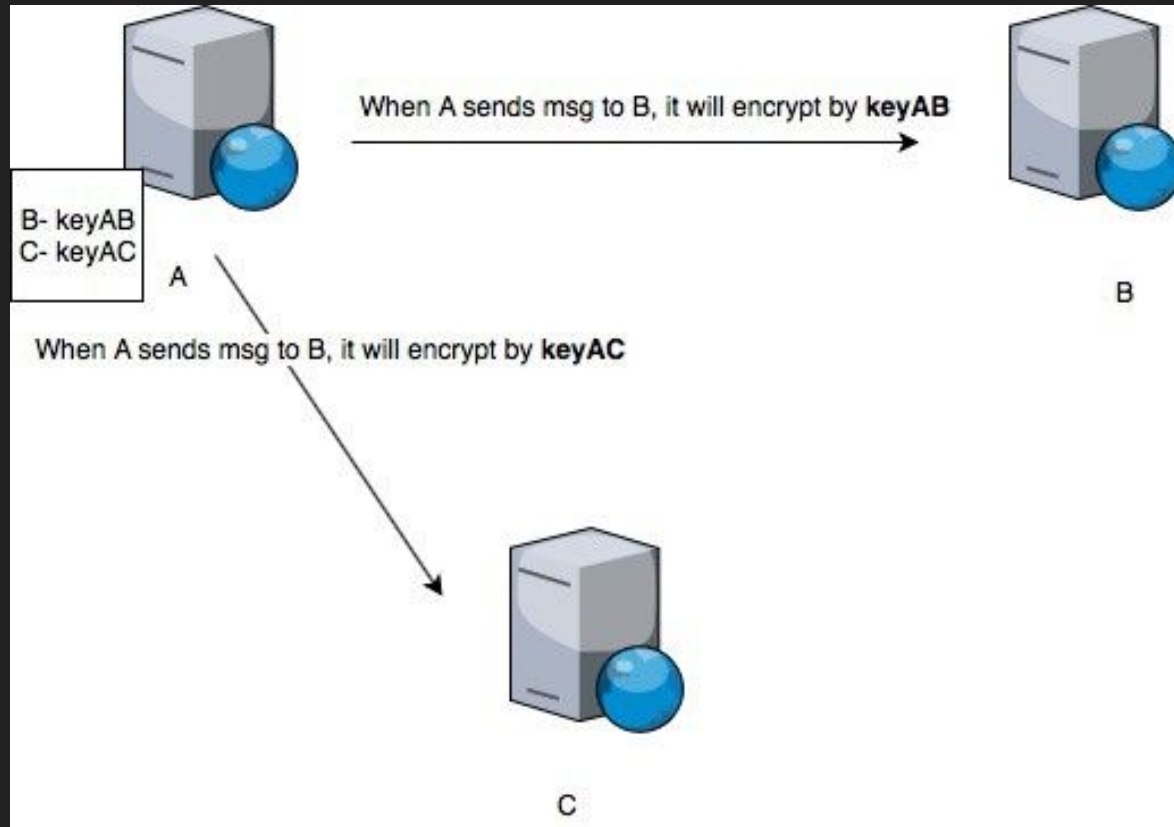 When A sends msg to B, it will encrypt by keyAB
B- keyAB
C- keyAC
A
B
When A sends msg to B, it will encrypt by keyAC
C